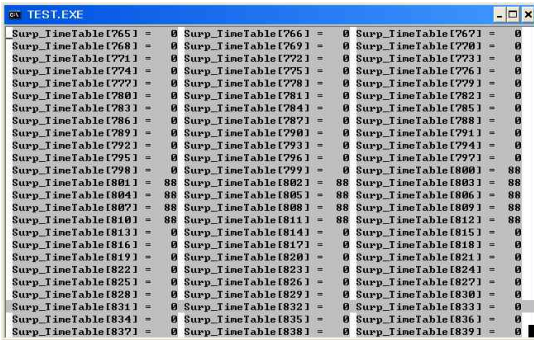 TEST.EXE
Surp_TimeTable[765] = 0 Surp_TimeTable[766] = 0 Surp_TimeTable[767] = 0
Surp_TimeTable[768] = 0 Surp_TimeTable[769] = 0 Surp_TimeTable[770] = 0
Surp_TimeTable[771] = 0 Surp_TimeTable[772] = 0 Surp_TimeTable[773] = 0
Surp_TimeTable[774] = 0 Surp_TimeTable[775] = 0 Surp_TimeTable[776] = 0
Surp_TimeTable[777] = 0 Surp_TimeTable[778] = 0 Surp_TimeTable[779] = 0
Surp_TimeTable[780] = 0 Surp_TimeTable[781] = 0 Surp_TimeTable[782] = 0
Surp_TimeTable[783] = 0 Surp_TimeTable[784] = 0 Surp_TimeTable[785] = 0
Surp_TimeTable[786] = 0 Surp_TimeTable[787] = 0 Surp_TimeTable[788] = 0
Surp_TimeTable[789] = 0 Surp_TimeTable[790] = 0 Surp_TimeTable[791] = 0
Surp_TimeTable[792] = 0 Surp_TimeTable[793] = 0 Surp_TimeTable[794] = 0
Surp_TimeTable[795] = 0 Surp_TimeTable[796] = 0 Surp_TimeTable[797] = 0
Surp_TimeTable[798] = 0 Surp_TimeTable[799] = 0 Surp_TimeTable[800] = 88
Surp_TimeTable[801] = 88 Surp_TimeTable[802] = 88 Surp_TimeTable[803] = 88
Surp_TimeTable[804] = 88 Surp_TimeTable[805] = 88 Surp_TimeTable[806] = 88
Surp_TimeTable[807] = 88 Surp_TimeTable[808] = 88 Surp_TimeTable[809] = 88
Surp_TimeTable[810] = 88 Surp_TimeTable[811] = 88 Surp_TimeTable[812] = 88
Surp_TimeTable[813] = 0 Surp_TimeTable[814] = 0 Surp_TimeTable[815] = 0
Surp_TimeTable[816] = 0 Surp_TimeTable[817] = 0 Surp_TimeTable[818] = 0
Surp_TimeTable[819] = 0 Surp_TimeTable[820] = 0 Surp_TimeTable[821] = 0
Surp_TimeTable[822] = 0 Surp_TimeTable[823] = 0 Surp_TimeTable[824] = 0
Surp_TimeTable[825] = 0 Surp_TimeTable[826] = 0 Surp_TimeTable[827] = 0
Surp_TimeTable[828] = 0 Surp_TimeTable[829] = 0 Surp_TimeTable[830] = 0
Surp_TimeTable[831] = 0 Surp_TimeTable[832] = 0 Surp_TimeTable[833] = 0
Surp_TimeTable[834] = 0 Surp_TimeTable[835] = 0 Surp_TimeTable[836] = 0
Surp_TimeTable[837] = 0 Surp_TimeTable[838] = 0 Surp_TimeTable[839] = 0